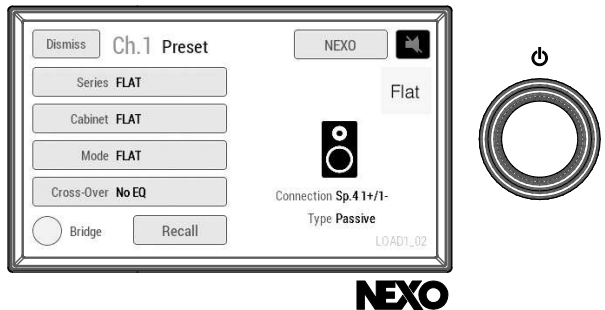 Dismiss Ch.1 Preset NEXO
Series FLAT
Flat
Cabinet FLAT
Mode FLAT
Cross-Over No EQ
Connection Sp.4 1+/1-
Type Passive
Bridge Recall
LOAD1_02
NEXO